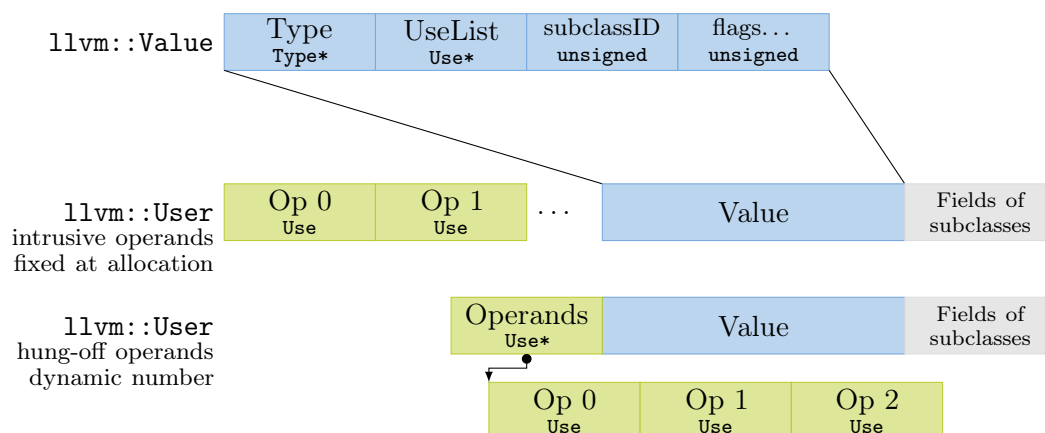 llvm::Value
Type
Type*
UseList
Use*
subclassID
unsigned
flags...
unsigned
llvm::User
intrusive operands
fixed at allocation
Op 0
Use
Op 1
Use
...
Value
Fields of
subclasses
llvm::User
hung-off operands
dynamic number
Operands
Use*
Value
Fields of
subclasses
Op 0
Use
Op 1
Use
Op 2
Use